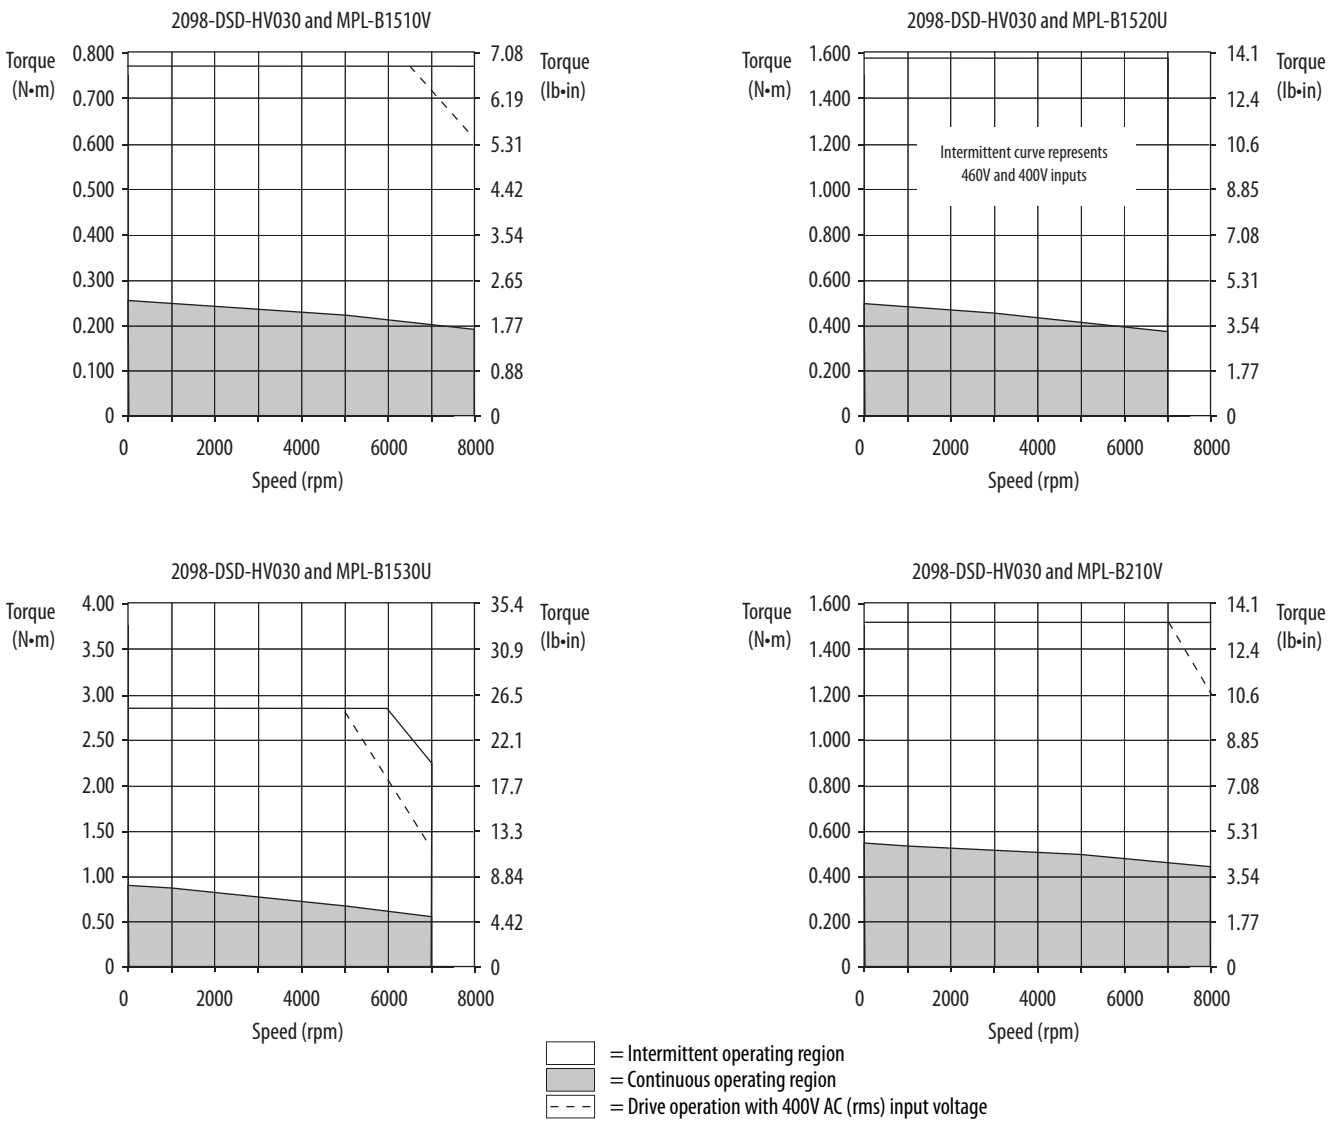 2098-DSD-HV030 and MPL-B1510V
Torque
(N•m)
0.800
0.700
0.600
0.500
0.400
0.300
0.200
0.100
0
7.08
6.19
5.31
4.42
3.54
2.65
1.77
0.88
0
Torque
(lb•in)
0 2000 4000 6000 8000
Speed (rpm)
2098-DSD-HV030 and MPL-B1520U
Torque
(N•m)
1.600
1.400
1.200
1.000
0.800
0.600
0.400
0.200
0
Intermittent curve represents
460V and 400V inputs
14.1
12.4
10.6
8.85
7.08
5.31
3.54
1.77
0
Torque
(lb•in)
0 2000 4000 6000 8000
Speed (rpm)
2098-DSD-HV030 and MPL-B1530U
Torque
(N•m)
4.00
3.50
3.00
2.50
2.00
1.50
1.00
0.50
0
35.4
30.9
26.5
22.1
17.7
13.3
8.84
4.42
0
Torque
(lb•in)
0 2000 4000 6000 8000
Speed (rpm)
2098-DSD-HV030 and MPL-B210V
Torque
(N•m)
1.600
1.400
1.200
1.000
0.800
0.600
0.400
0.200
0
14.1
12.4
10.6
8.85
7.08
5.31
3.54
1.77
0
Torque
(lb•in)
0 2000 4000 6000 8000
Speed (rpm)
= Intermittent operating region
= Continuous operating region
= Drive operation with 400V AC (rms) input voltage